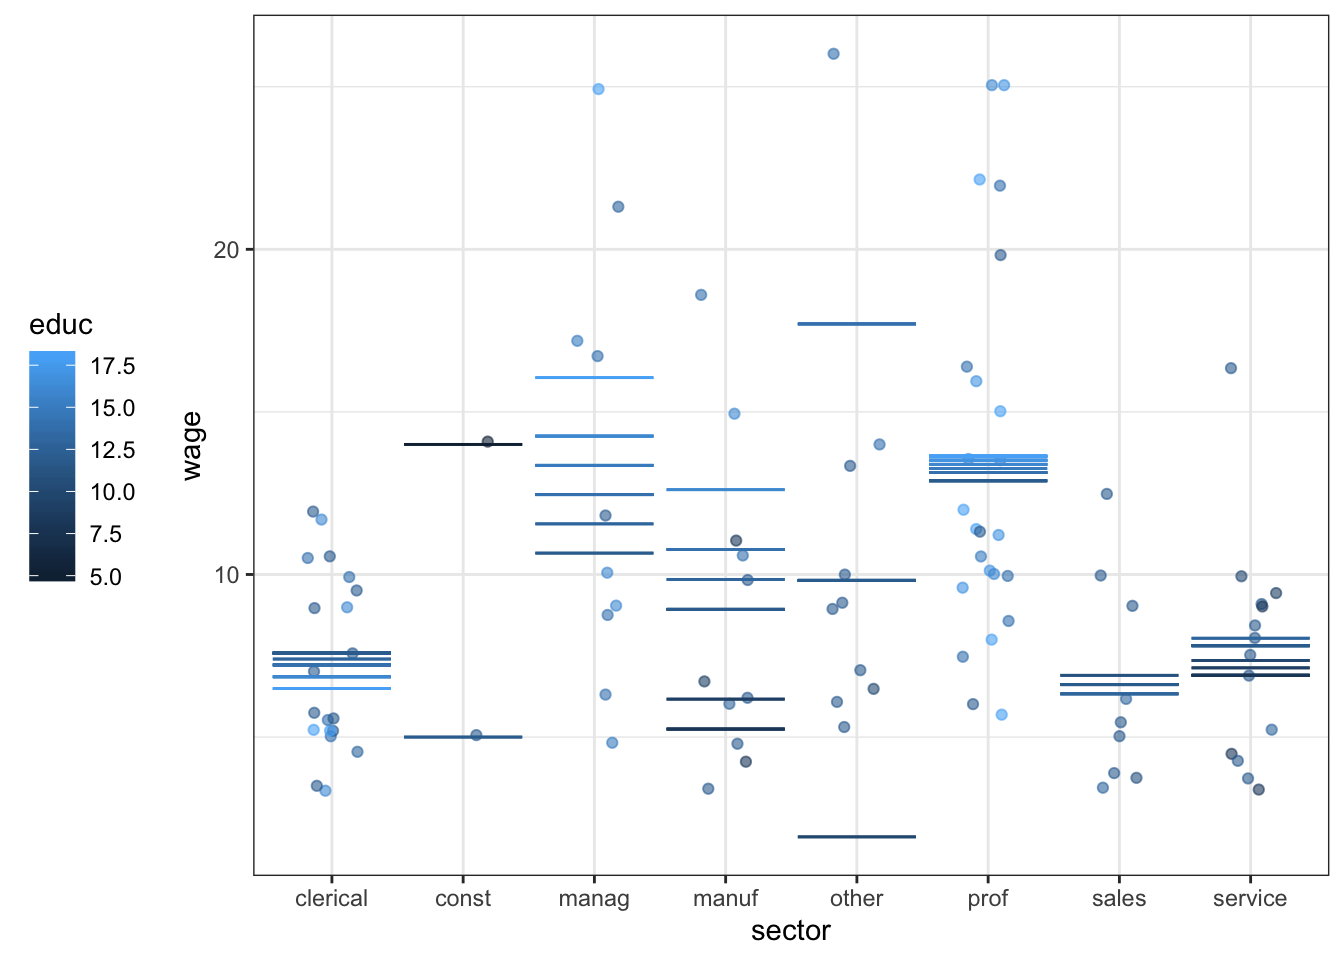 educ
17.5
15.0
12.5
10.0
7.5
5.0
wage
20
10
clerical const manag manuf other prof sales service
sector